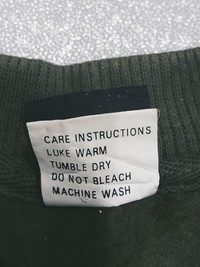 CARE INSTRUCTIONS
LUKE WARM
TUMBLE DRY
DO NOT BLEACH
MACHINE WASH